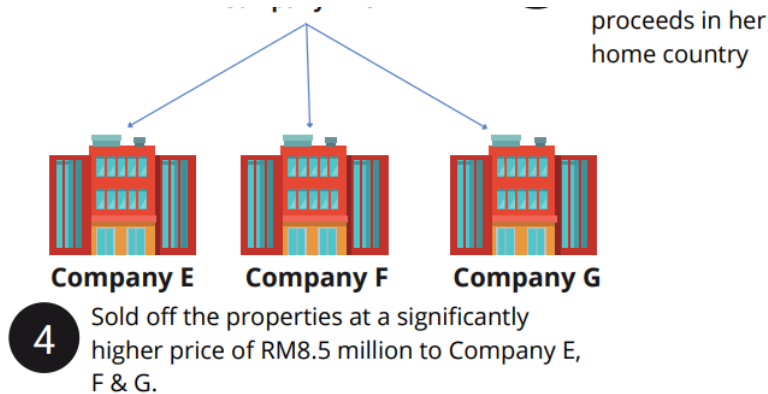 proceeds in her
home country
Company E
Company F
Company G
4
Sold off the properties at a significantly
higher price of RM8.5 million to Company E,
F & G.